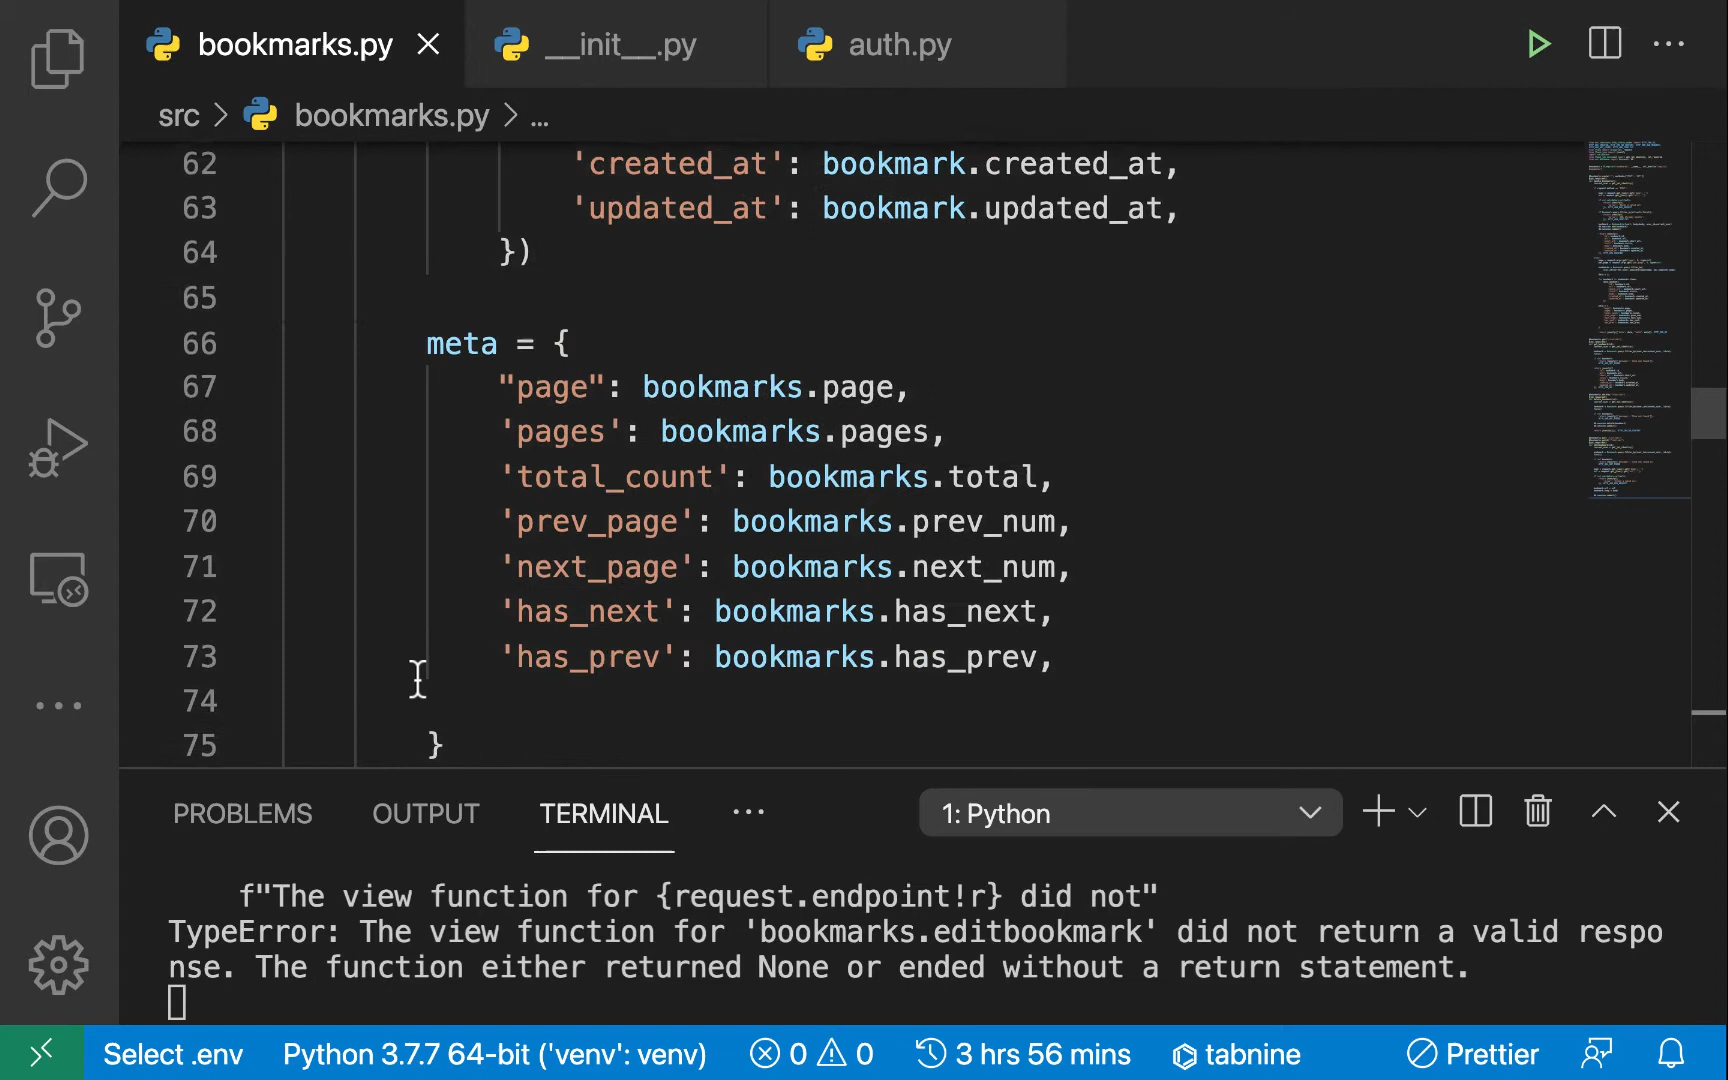 bookmarks.py
__init__.py
auth.py
src > bookmarks.py > ...
62 'created_at': bookmark.created_at,
63 'updated_at': bookmark.updated_at,
64 })
65
66 meta = {
67 "page": bookmarks.page,
68 'pages': bookmarks.pages,
69 'total_count': bookmarks.total,
70 'prev_page': bookmarks.prev_num,
71 'next_page': bookmarks.next_num,
72 'has_next': bookmarks.has_next,
73 'has_prev': bookmarks.has_prev,
74
75 }
PROBLEMS OUTPUT TERMINAL ... 1: Python
f"The view function for {request.endpoint!r} did not"
TypeError: The view function for 'bookmarks.editbookmark' did not return a valid respo
nse. The function either returned None or ended without a return statement.
Select .env Python 3.7.7 64-bit ('venv': venv) 0 0 3 hrs 56 mins tabnine Prettier